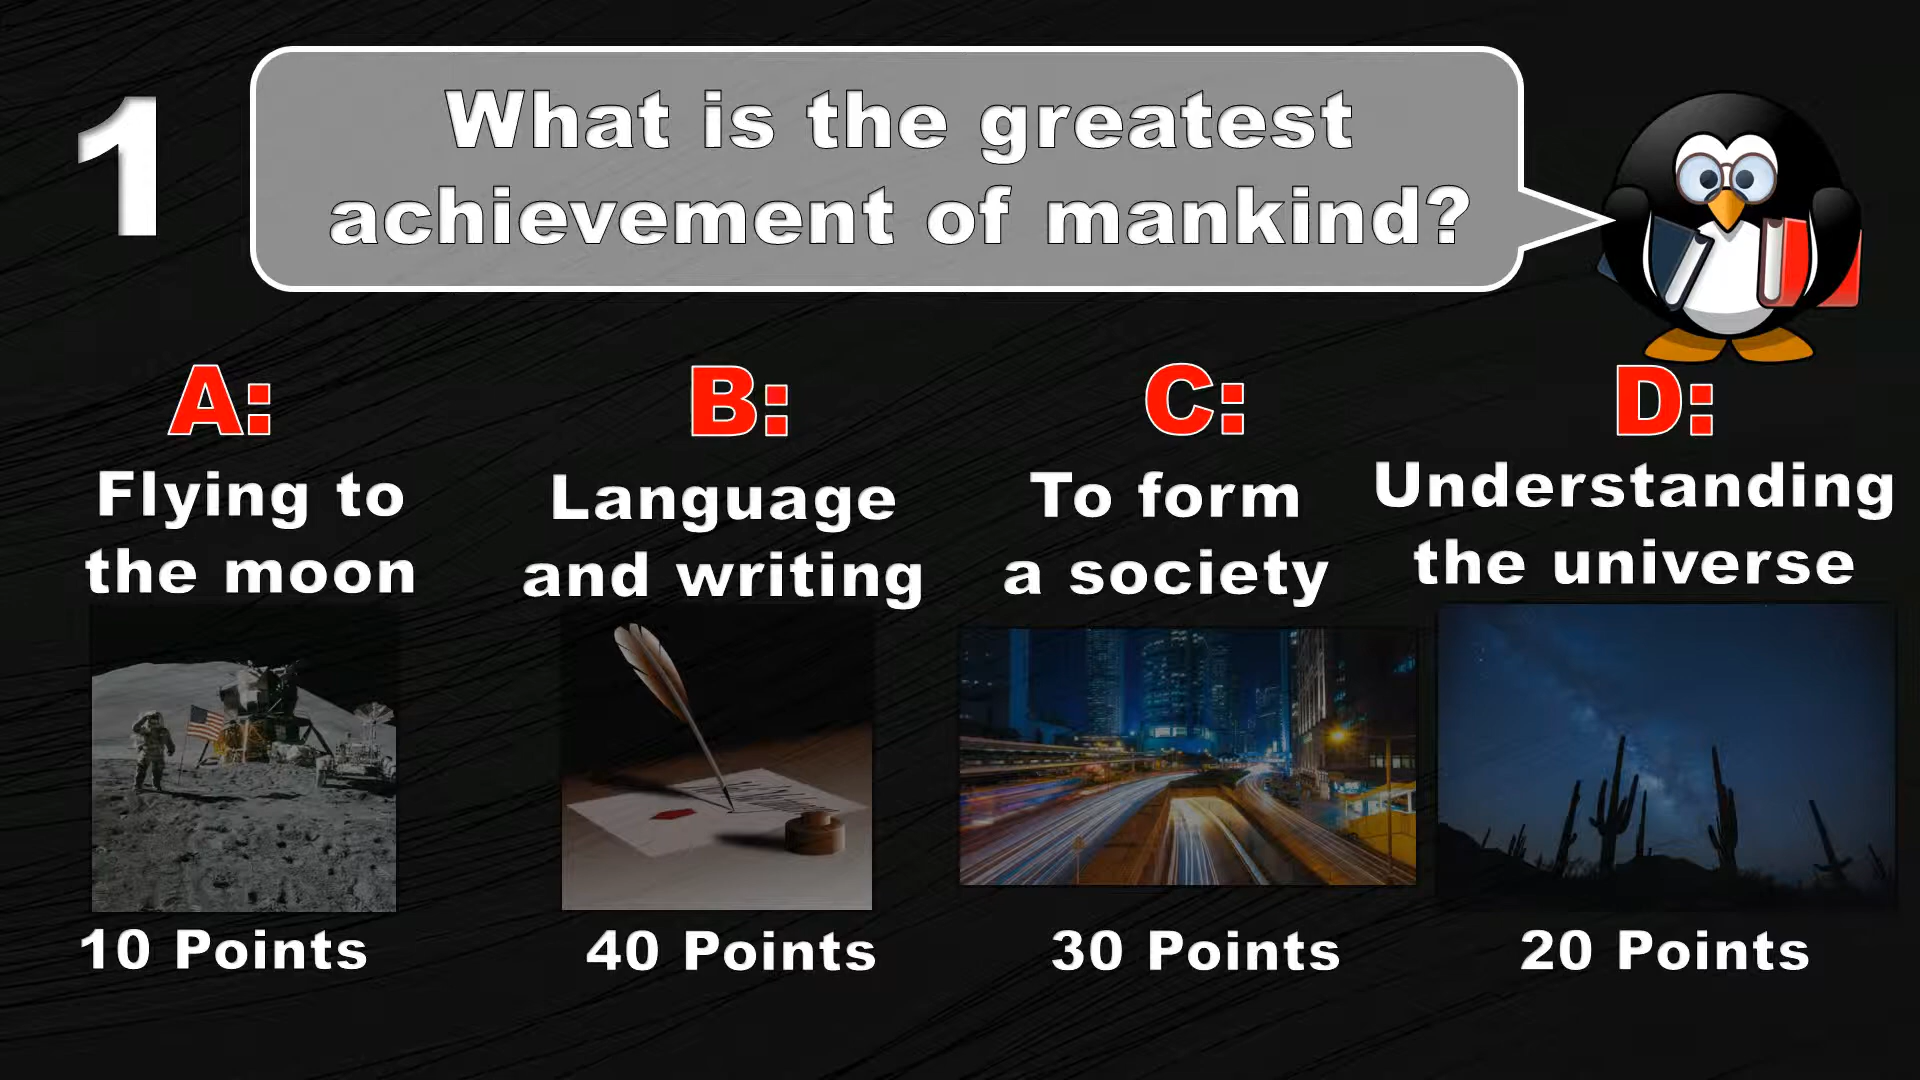 1
What is the greatest
achievement of mankind?
A:
Flying to
the moon
10 Points
B:
Language
and writing
40 Points
C:
To form
a society
30 Points
D:
Understanding
the universe
20 Points